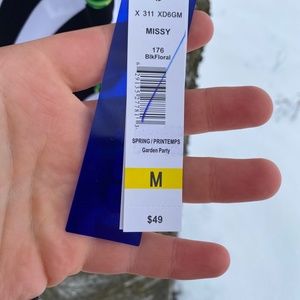 X 311 XD6GM
MISSY
176
BlkFloral
SPRING/PRINTEMPS
Garden Party
M
$49